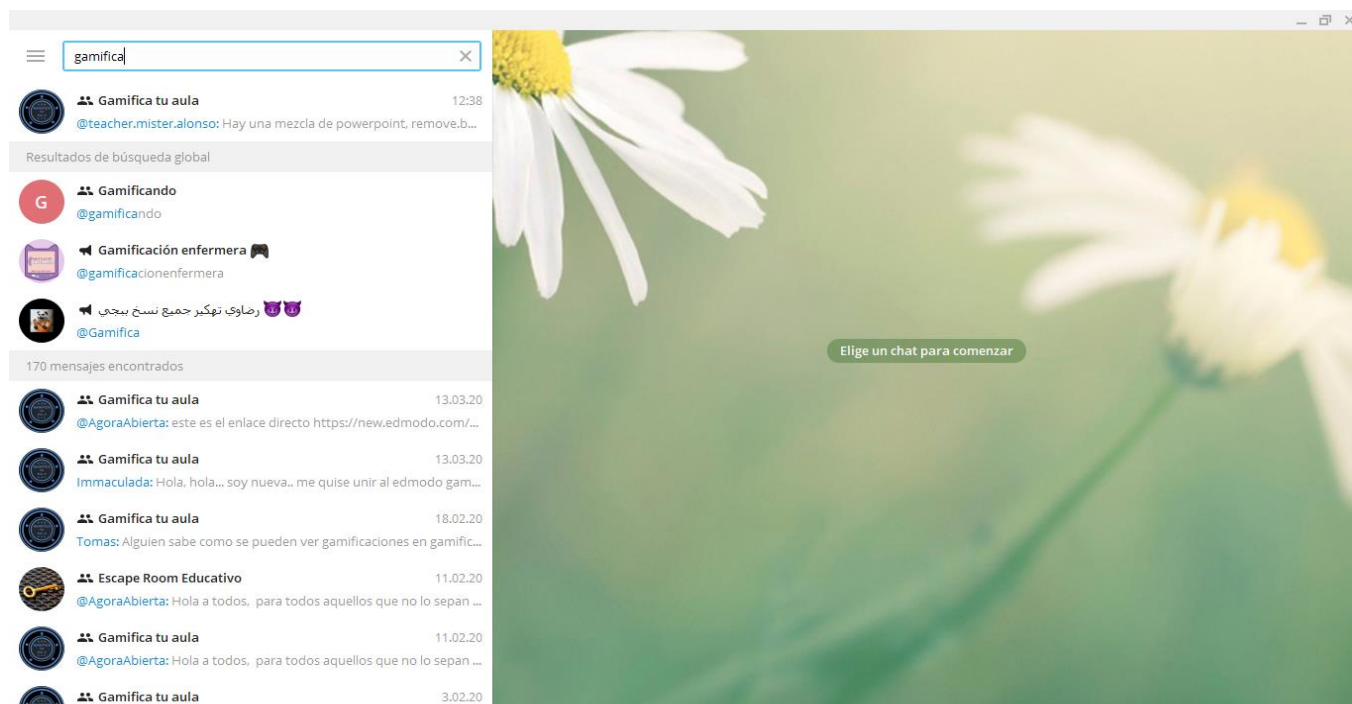 gamifica
Gamifica tu aula 12:38
@teacher.mister.alonso: Hay una mezcla de powerpoint, remove.b...
Resultados de búsqueda global
G
Gamificando
@gamificando
Gamificación enfermera 🎮
@gamificacionenfermera
رضاوي تهكير جميع نسخ ببجي 😈😈
@Gamifica
170 mensajes encontrados
Gamifica tu aula 13.03.20
@AgoraAbierta: este es el enlace directo https://new.edmodo.com/...
Gamifica tu aula 13.03.20
Immaculada: Hola, hola... soy nueva.. me quise unir al edmodo gam...
Gamifica tu aula 18.02.20
Tomas: Alguien sabe como se pueden ver gamificaciones en gamific...
Escape Room Educativo 11.02.20
@AgoraAbierta: Hola a todos, para todos aquellos que no lo sepan ...
Gamifica tu aula 11.02.20
@AgoraAbierta: Hola a todos, para todos aquellos que no lo sepan ...
Gamifica tu aula 3.02.20
Elige un chat para comenzar